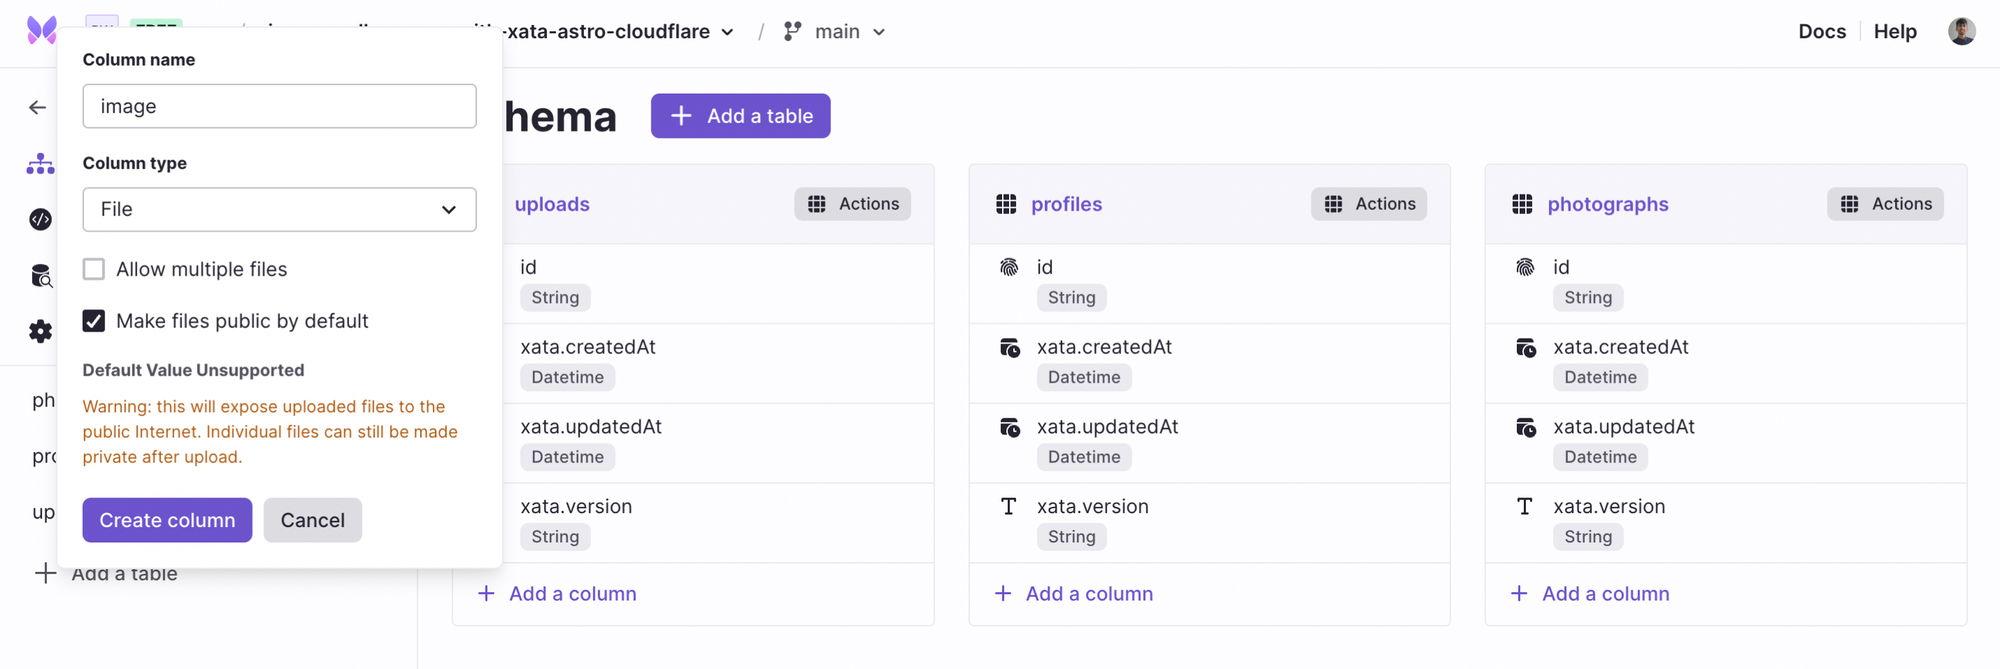 -xata-astro-cloudflare / main
Docs Help
Column name
image
Column type
File
Allow multiple files
Make files public by default
Default Value Unsupported
Warning: this will expose uploaded files to the
public Internet. Individual files can still be made
private after upload.
Create column Cancel
Add a table
hema
Add a table
uploads Actions
id
String
xata.createdAt
Datetime
xata.updatedAt
Datetime
xata.version
String
Add a column
profiles Actions
id
String
xata.createdAt
Datetime
xata.updatedAt
Datetime
xata.version
String
Add a column
photographs Actions
id
String
xata.createdAt
Datetime
xata.updatedAt
Datetime
xata.version
String
Add a column
ph
pro
up